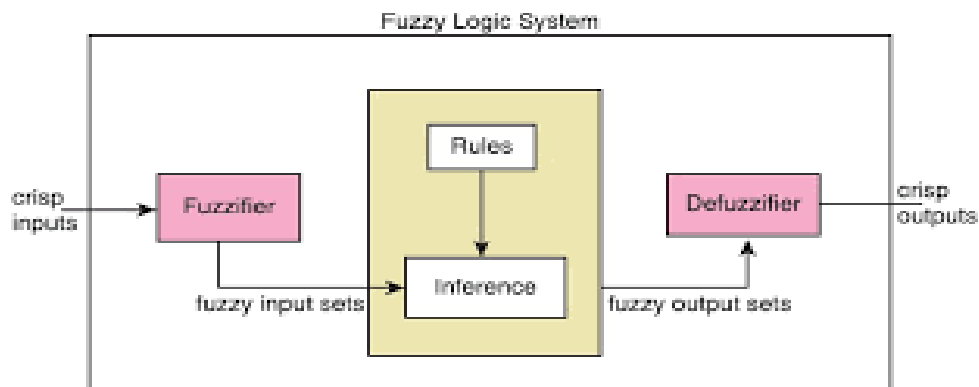 Fuzzy Logic System
Rules
crisp
inputs
Fuzzifier
Defuzzifier
crisp
outputs
Inference
fuzzy input sets
fuzzy output sets